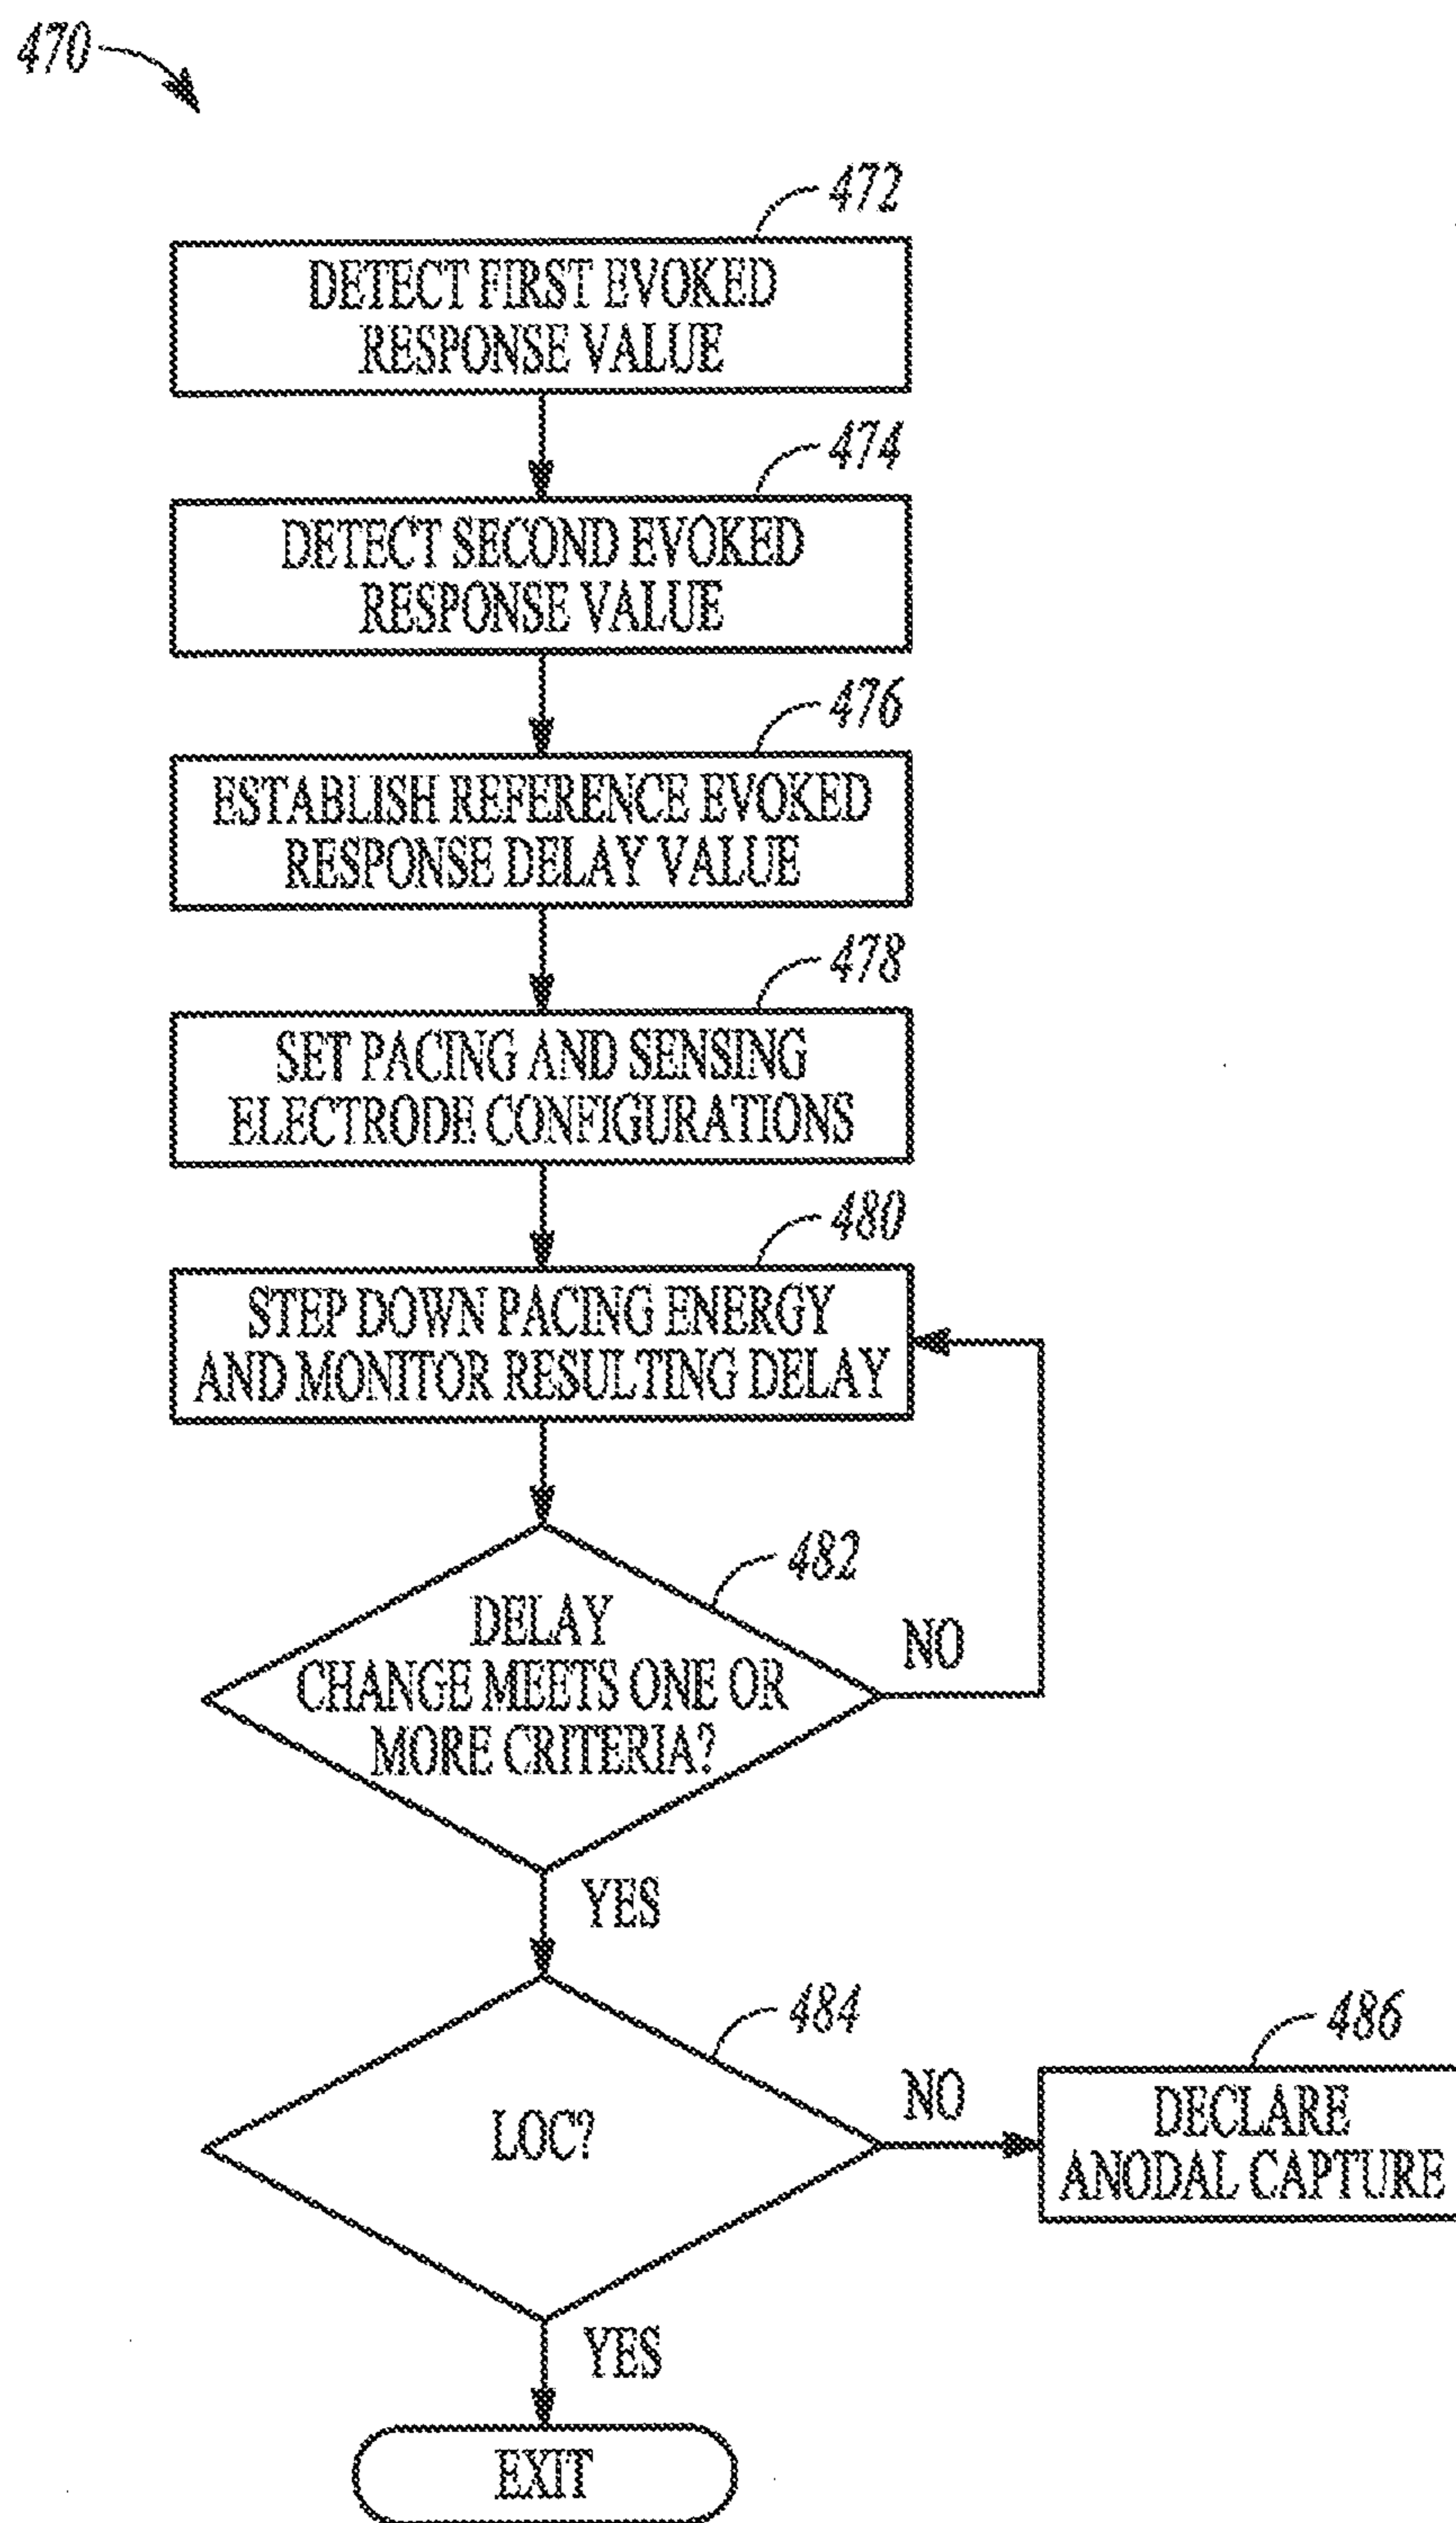 470
472
DETECT FIRST EVOKED
RESPONSE VALUE
474
DETECT SECOND EVOKED
RESPONSE VALUE
476
ESTABLISH REFERENCE EVOKED
RESPONSE DELAY VALUE
478
SET PACING AND SENSING
ELECTRODE CONFIGURATIONS
480
STEP DOWN PACING ENERGY
AND MONITOR RESULTING DELAY
482
DELAY
CHANGE MEETS ONE OR
MORE CRITERIA?
NO
YES
484
LOC?
NO
486
DECLARE
ANODAL CAPTURE
YES
EXIT